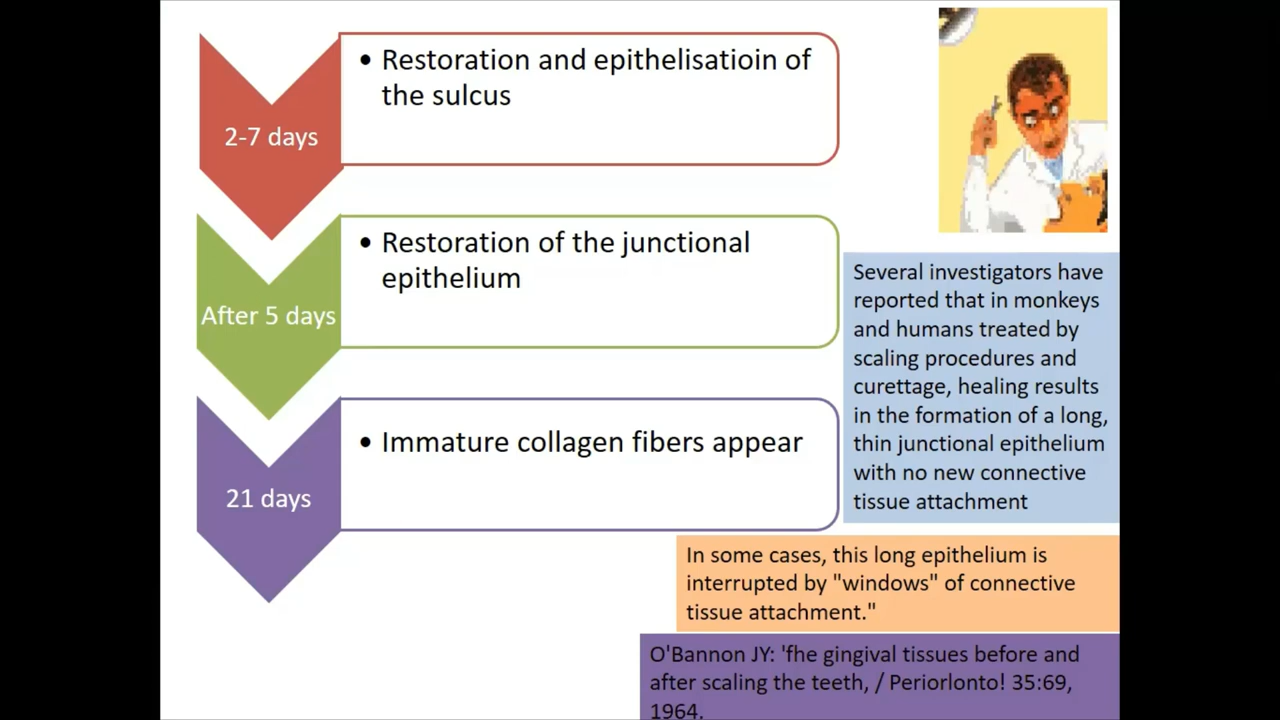 • Restoration and epithelisatioin of
the sulcus
2-7 days
• Restoration of the junctional
epithelium
After 5 days
• Immature collagen fibers appear
21 days
Several investigators have
reported that in monkeys
and humans treated by
scaling procedures and
curettage, healing results
in the formation of a long,
thin junctional epithelium
with no new connective
tissue attachment
In some cases, this long epithelium is
interrupted by "windows" of connective
tissue attachment."
O'Bannon JY: 'fhe gingival tissues before and
after scaling the teeth, / Periorlonto! 35:69,
1964.